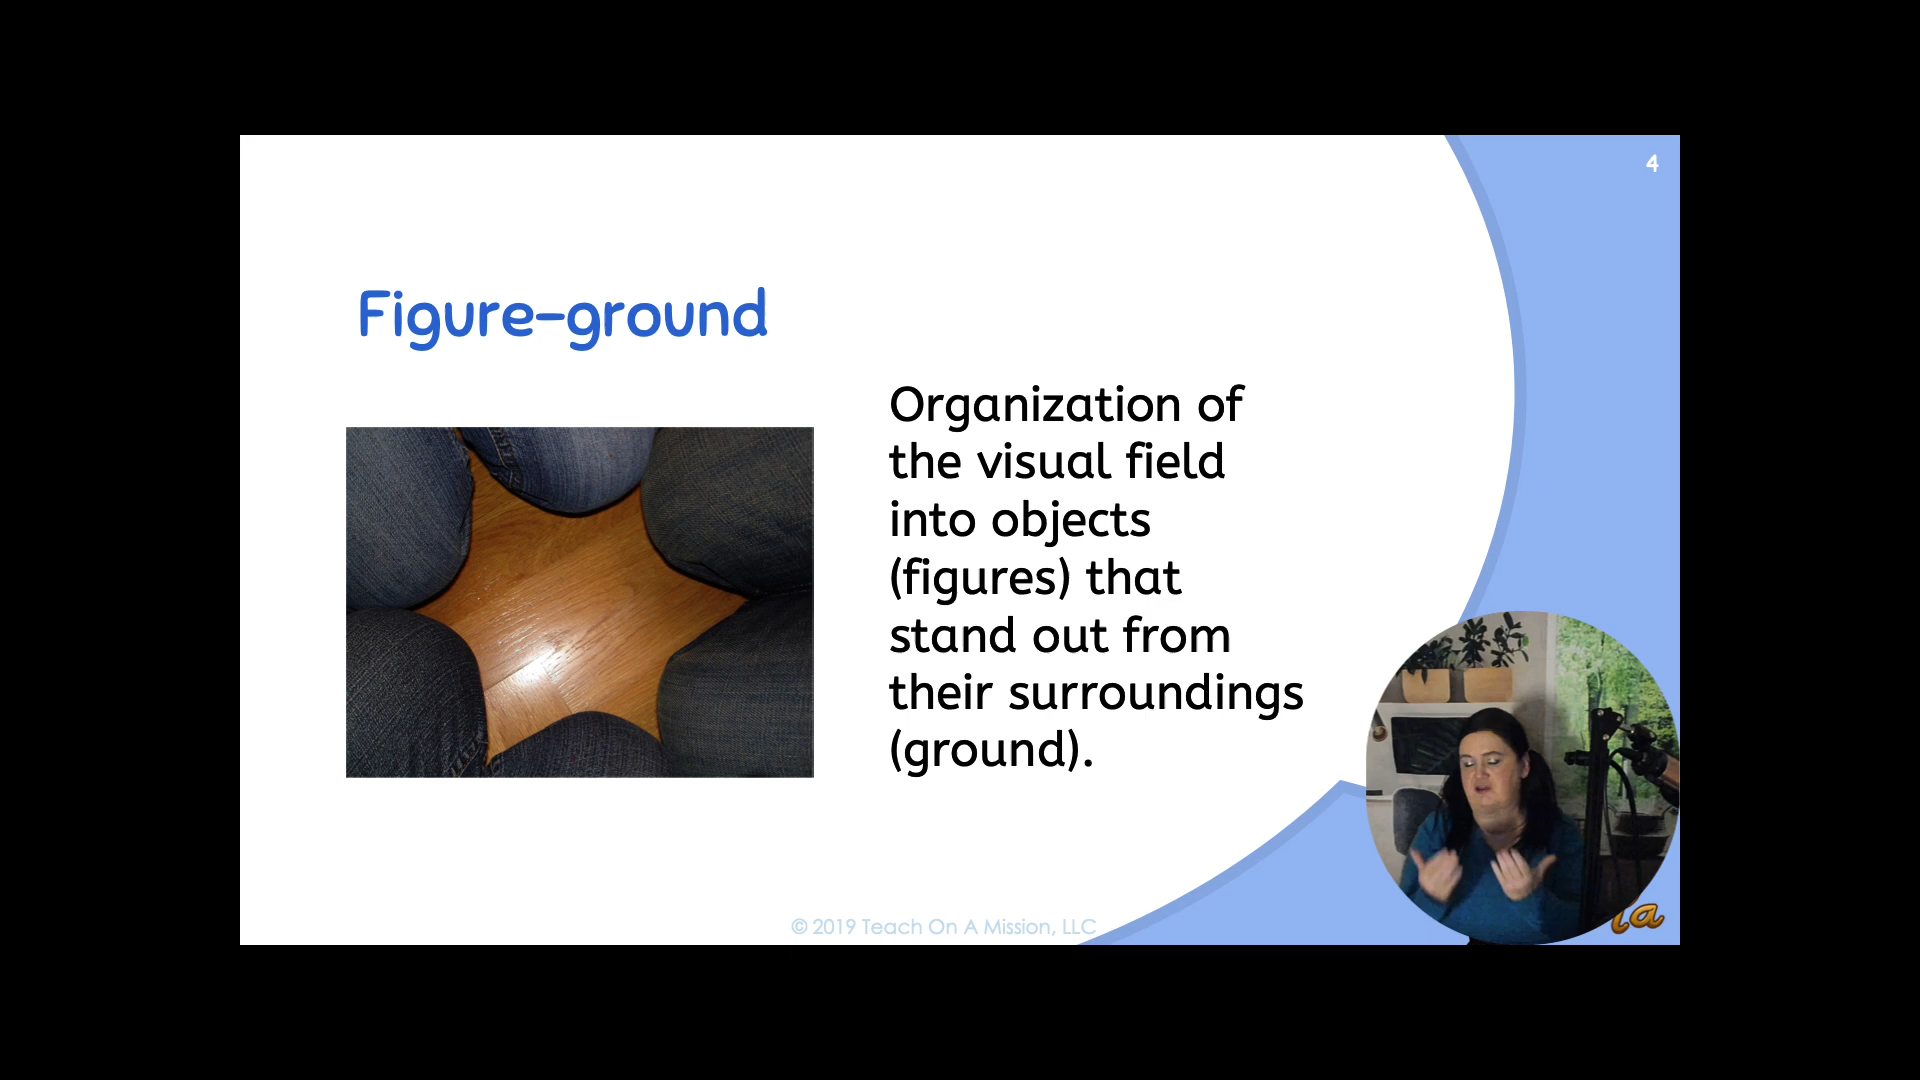 4
Figure-ground
Organization of
the visual field
into objects
(figures) that
stand out from
their surroundings
(ground).
© 2019 Teach On A Mission, LLC